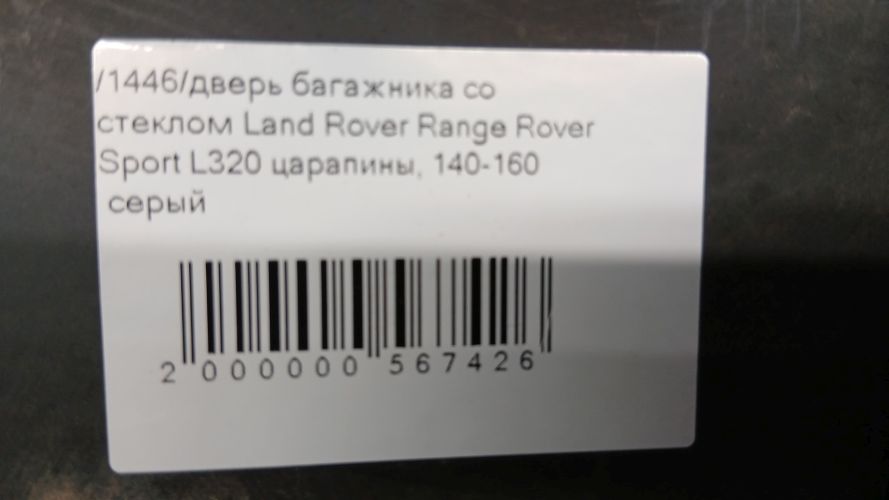 /1446/дверь багажника со
стеклом Land Rover Range Rover
Sport L320 царапины, 140-160
серый
2 000000 567426